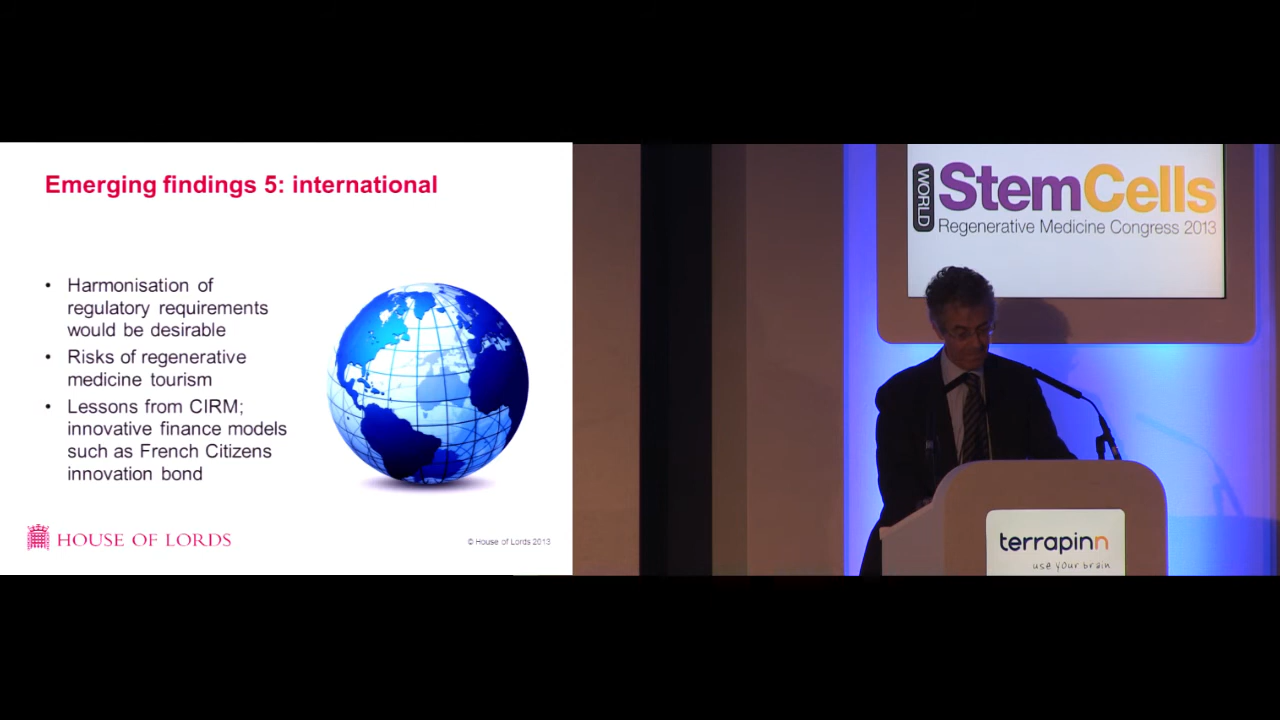 Emerging findings 5: international
• Harmonisation of
regulatory requirements
would be desirable
• Risks of regenerative
medicine tourism
• Lessons from CIRM;
innovative finance models
such as French Citizens
innovation bond
HOUSE OF LORDS
© House of Lords 2013
WORLD
StemCells
Regenerative Medicine Congress 2013
terrapinn
use your brain